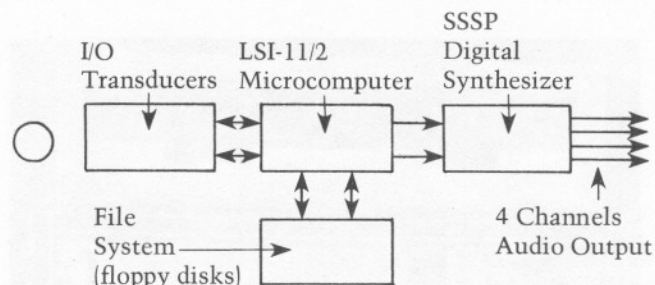 I/O
Transducers
LSI-11/2
Microcomputer
SSSP
Digital
Synthesizer
File
System
(floppy disks)
4 Channels
Audio Output